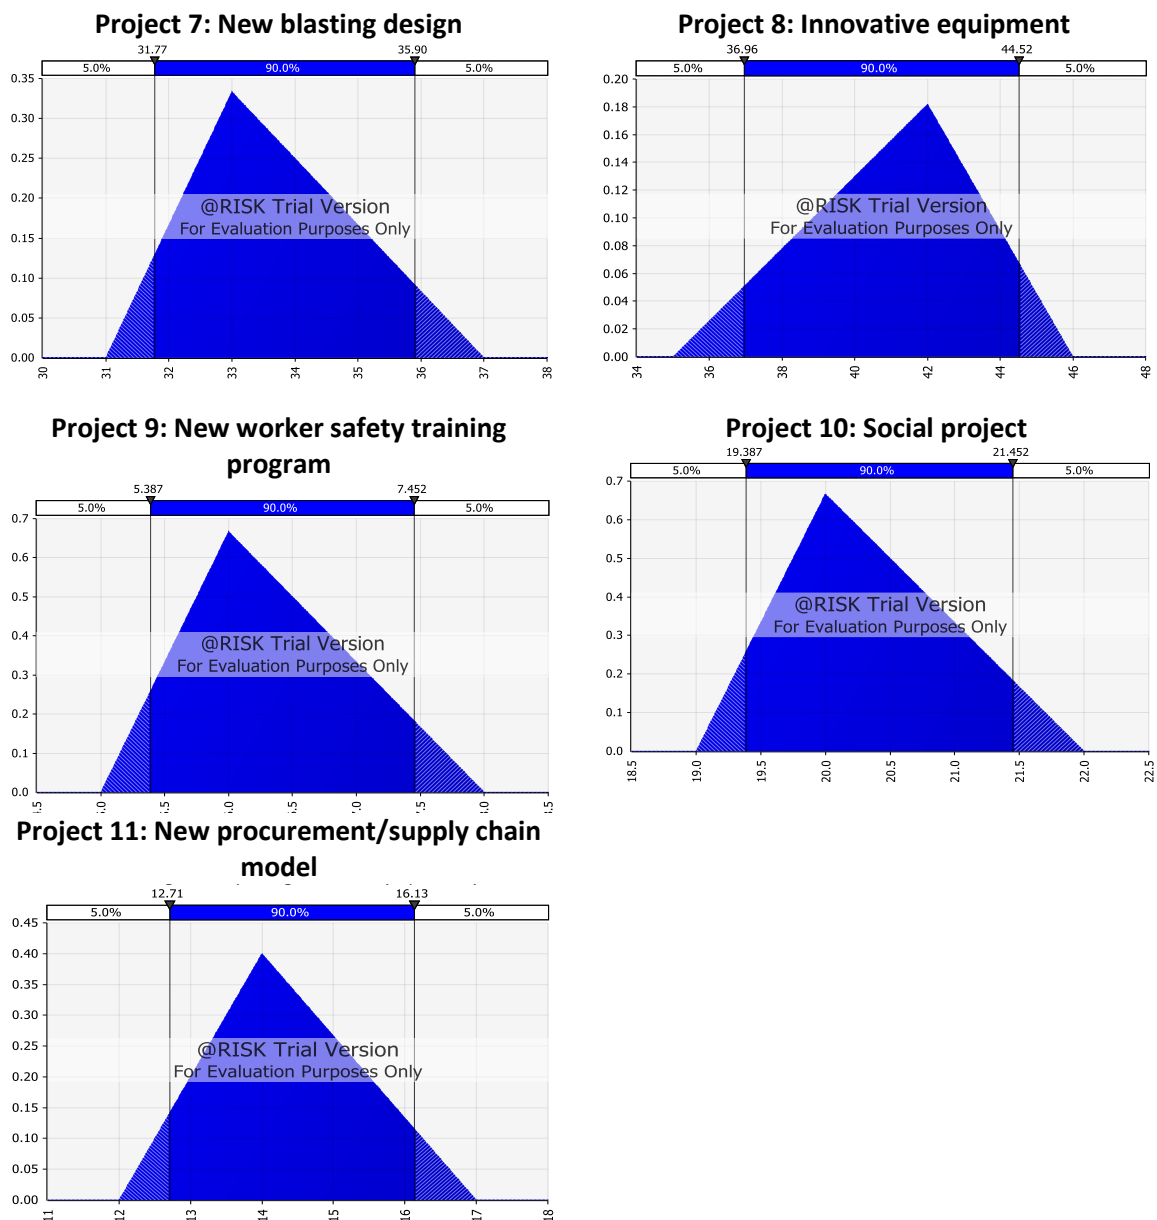 Project 7: New blasting design
31.77 35.90
5.0% 90.0% 5.0%
0.35
0.30
0.25
0.20
0.15
0.10
0.05
0.00
@RISK Trial Version
For Evaluation Purposes Only
30 31 32 33 34 35 36 37 38
Project 8: Innovative equipment
36.96 44.52
5.0% 90.0% 5.0%
0.20
0.18
0.16
0.14
0.12
0.10
0.08
0.06
0.04
0.02
0.00
@RISK Trial Version
For Evaluation Purposes Only
34 36 38 40 42 44 46 48
Project 9: New worker safety training
program
5.387 7.452
5.0% 90.0% 5.0%
0.7
0.6
0.5
0.4
0.3
0.2
0.1
0.0
@RISK Trial Version
For Evaluation Purposes Only
Project 10: Social project
19.387 21.452
5.0% 90.0% 5.0%
0.7
0.6
0.5
0.4
0.3
0.2
0.1
0.0
@RISK Trial Version
For Evaluation Purposes Only
18.5 19.0 19.5 20.0 20.5 21.0 21.5 22.0 22.5
Project 11: New procurement/supply chain
model
12.71 16.13
5.0% 90.0% 5.0%
0.45
0.40
0.35
0.30
0.25
0.20
0.15
0.10
0.05
0.00
@RISK Trial Version
For Evaluation Purposes Only
11 12 13 14 15 16 17 18